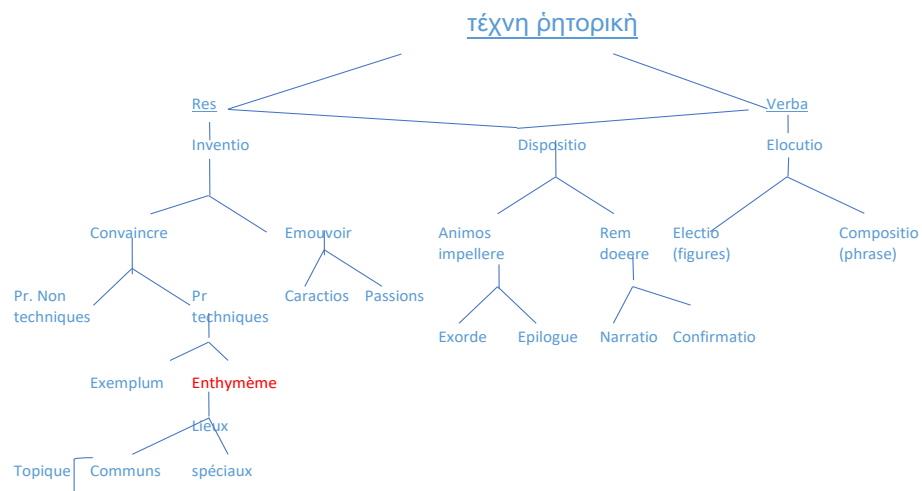 τέχνη ῥητορικὴ
Res Verba
Inventio Dispositio Elocutio
Convaincre Emouvoir Animos impellere Rem doeere Electio (figures) Compositio (phrase)
Pr. Non techniques Pr techniques Caractios Passions
Exorde Epilogue Narratio Confirmatio
Exemplum Enthymème
Lieux
Topique Communs spéciaux